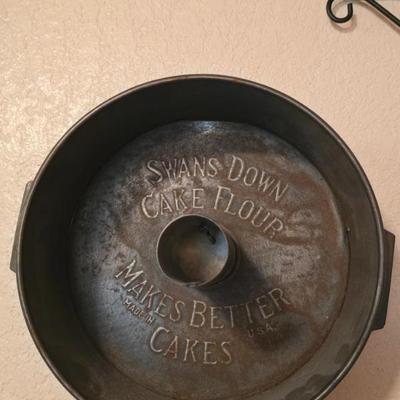 SWANS DOWN
CAKE FLOUR
MAKES BETTER
MADE IN U.S.A.
CAKES